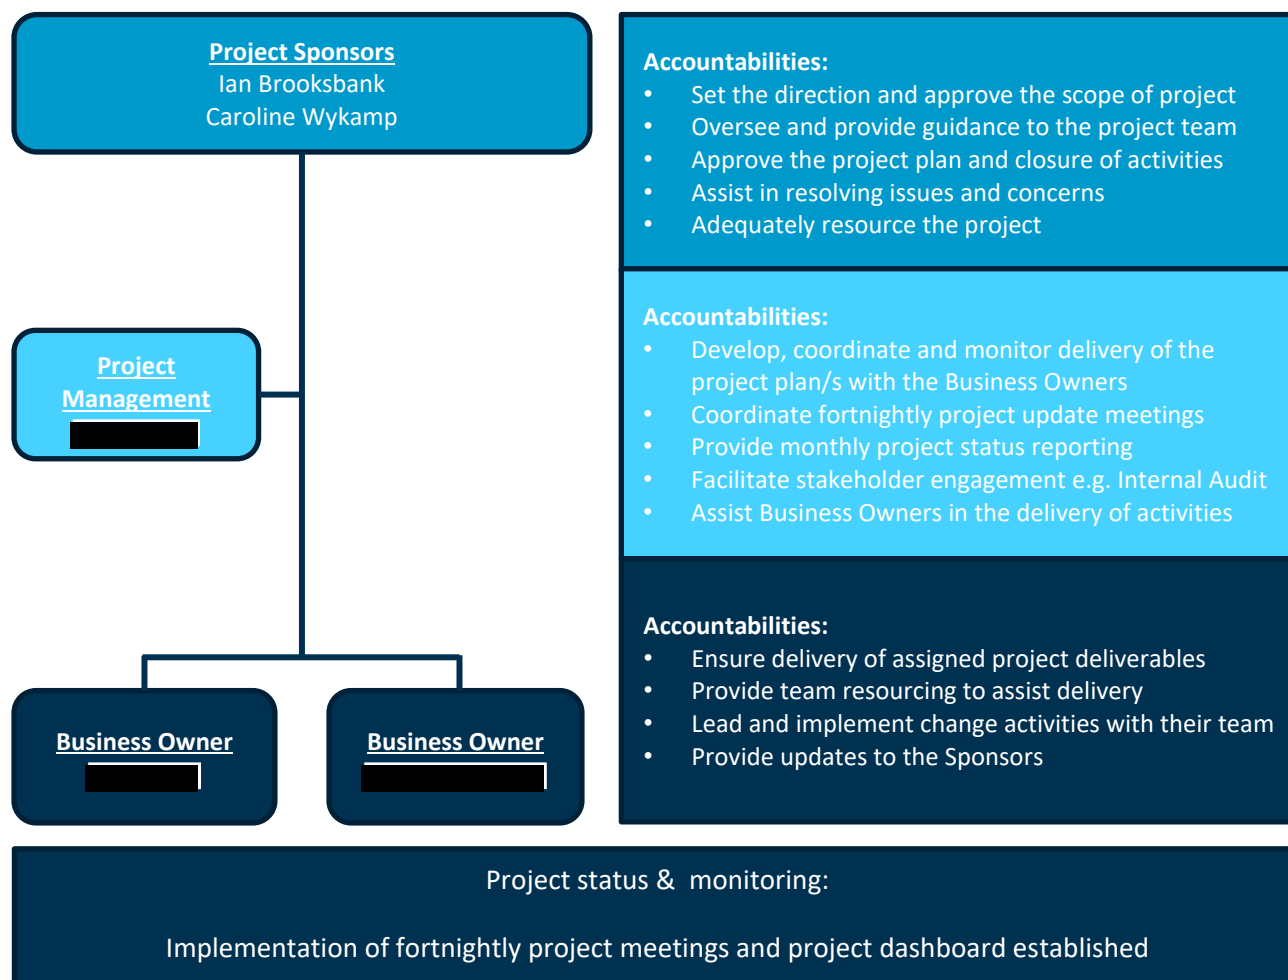 Project Sponsors
Ian Brooksbank
Caroline Wykamp
Accountabilities:
• Set the direction and approve the scope of project
• Oversee and provide guidance to the project team
• Approve the project plan and closure of activities
• Assist in resolving issues and concerns
• Adequately resource the project
Project
Management
Accountabilities:
• Develop, coordinate and monitor delivery of the
project plan/s with the Business Owners
• Coordinate fortnightly project update meetings
• Provide monthly project status reporting
• Facilitate stakeholder engagement e.g. Internal Audit
• Assist Business Owners in the delivery of activities
Business Owner
Business Owner
Accountabilities:
• Ensure delivery of assigned project deliverables
• Provide team resourcing to assist delivery
• Lead and implement change activities with their team
• Provide updates to the Sponsors
Project status & monitoring:
Implementation of fortnightly project meetings and project dashboard established